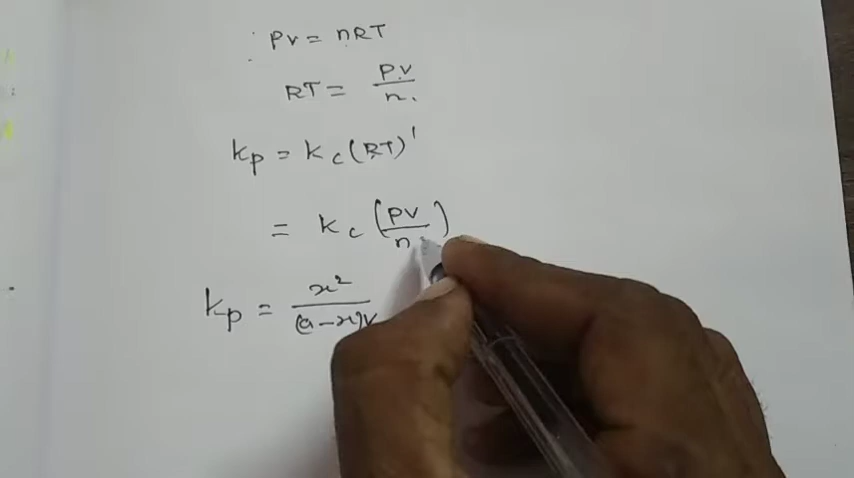 ∴ PV = nRT
RT = PV/n
kp = kc(RT)¹
= kc (PV/n)
kp = x²/(a-x)V